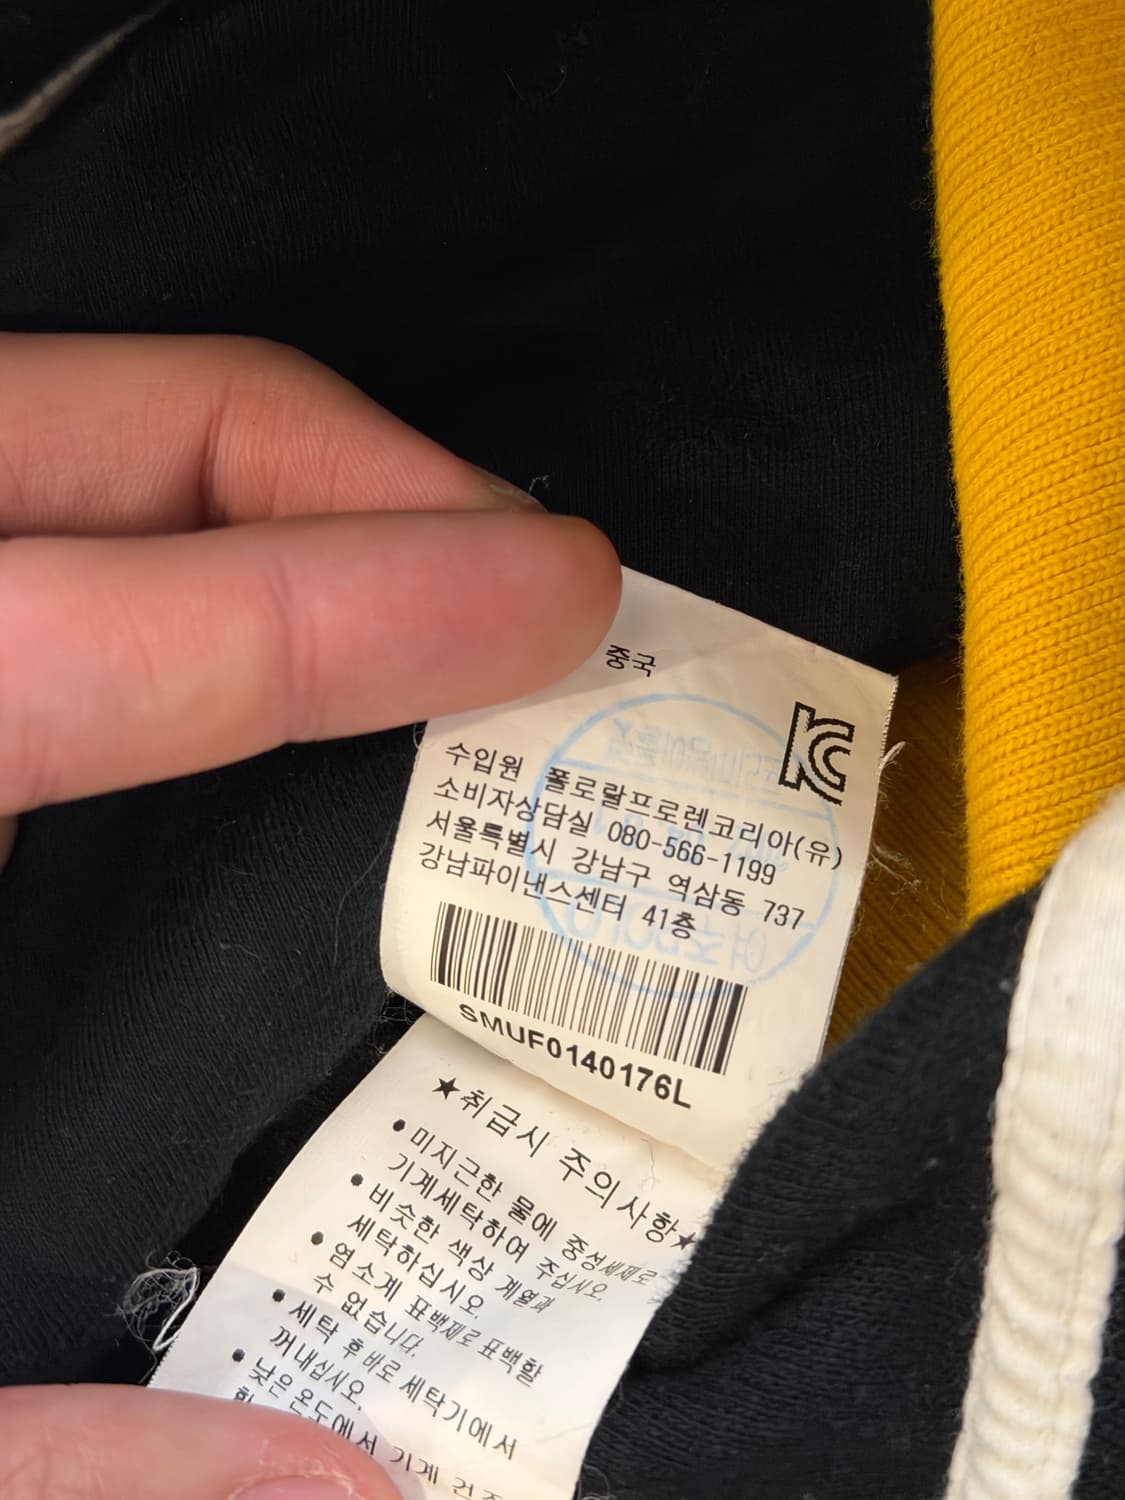 중국
KC
수입원 폴로랄프로렌코리아(유)
소비자상담실 080-566-1199
서울특별시 강남구 역삼동 737
강남파이낸스센터 41층
SMUF0140176L
★취급시 주의사항★
• 미지근한 물에 중성세제로
기계세탁하여 주십시오.
• 비슷한 색상 계열과
세탁하십시오.
• 염소계 표백제로 표백할
수 없습니다.
• 세탁 후 바로 세탁기에서
꺼내십시오.
• 낮은 온도에서 기계 건조